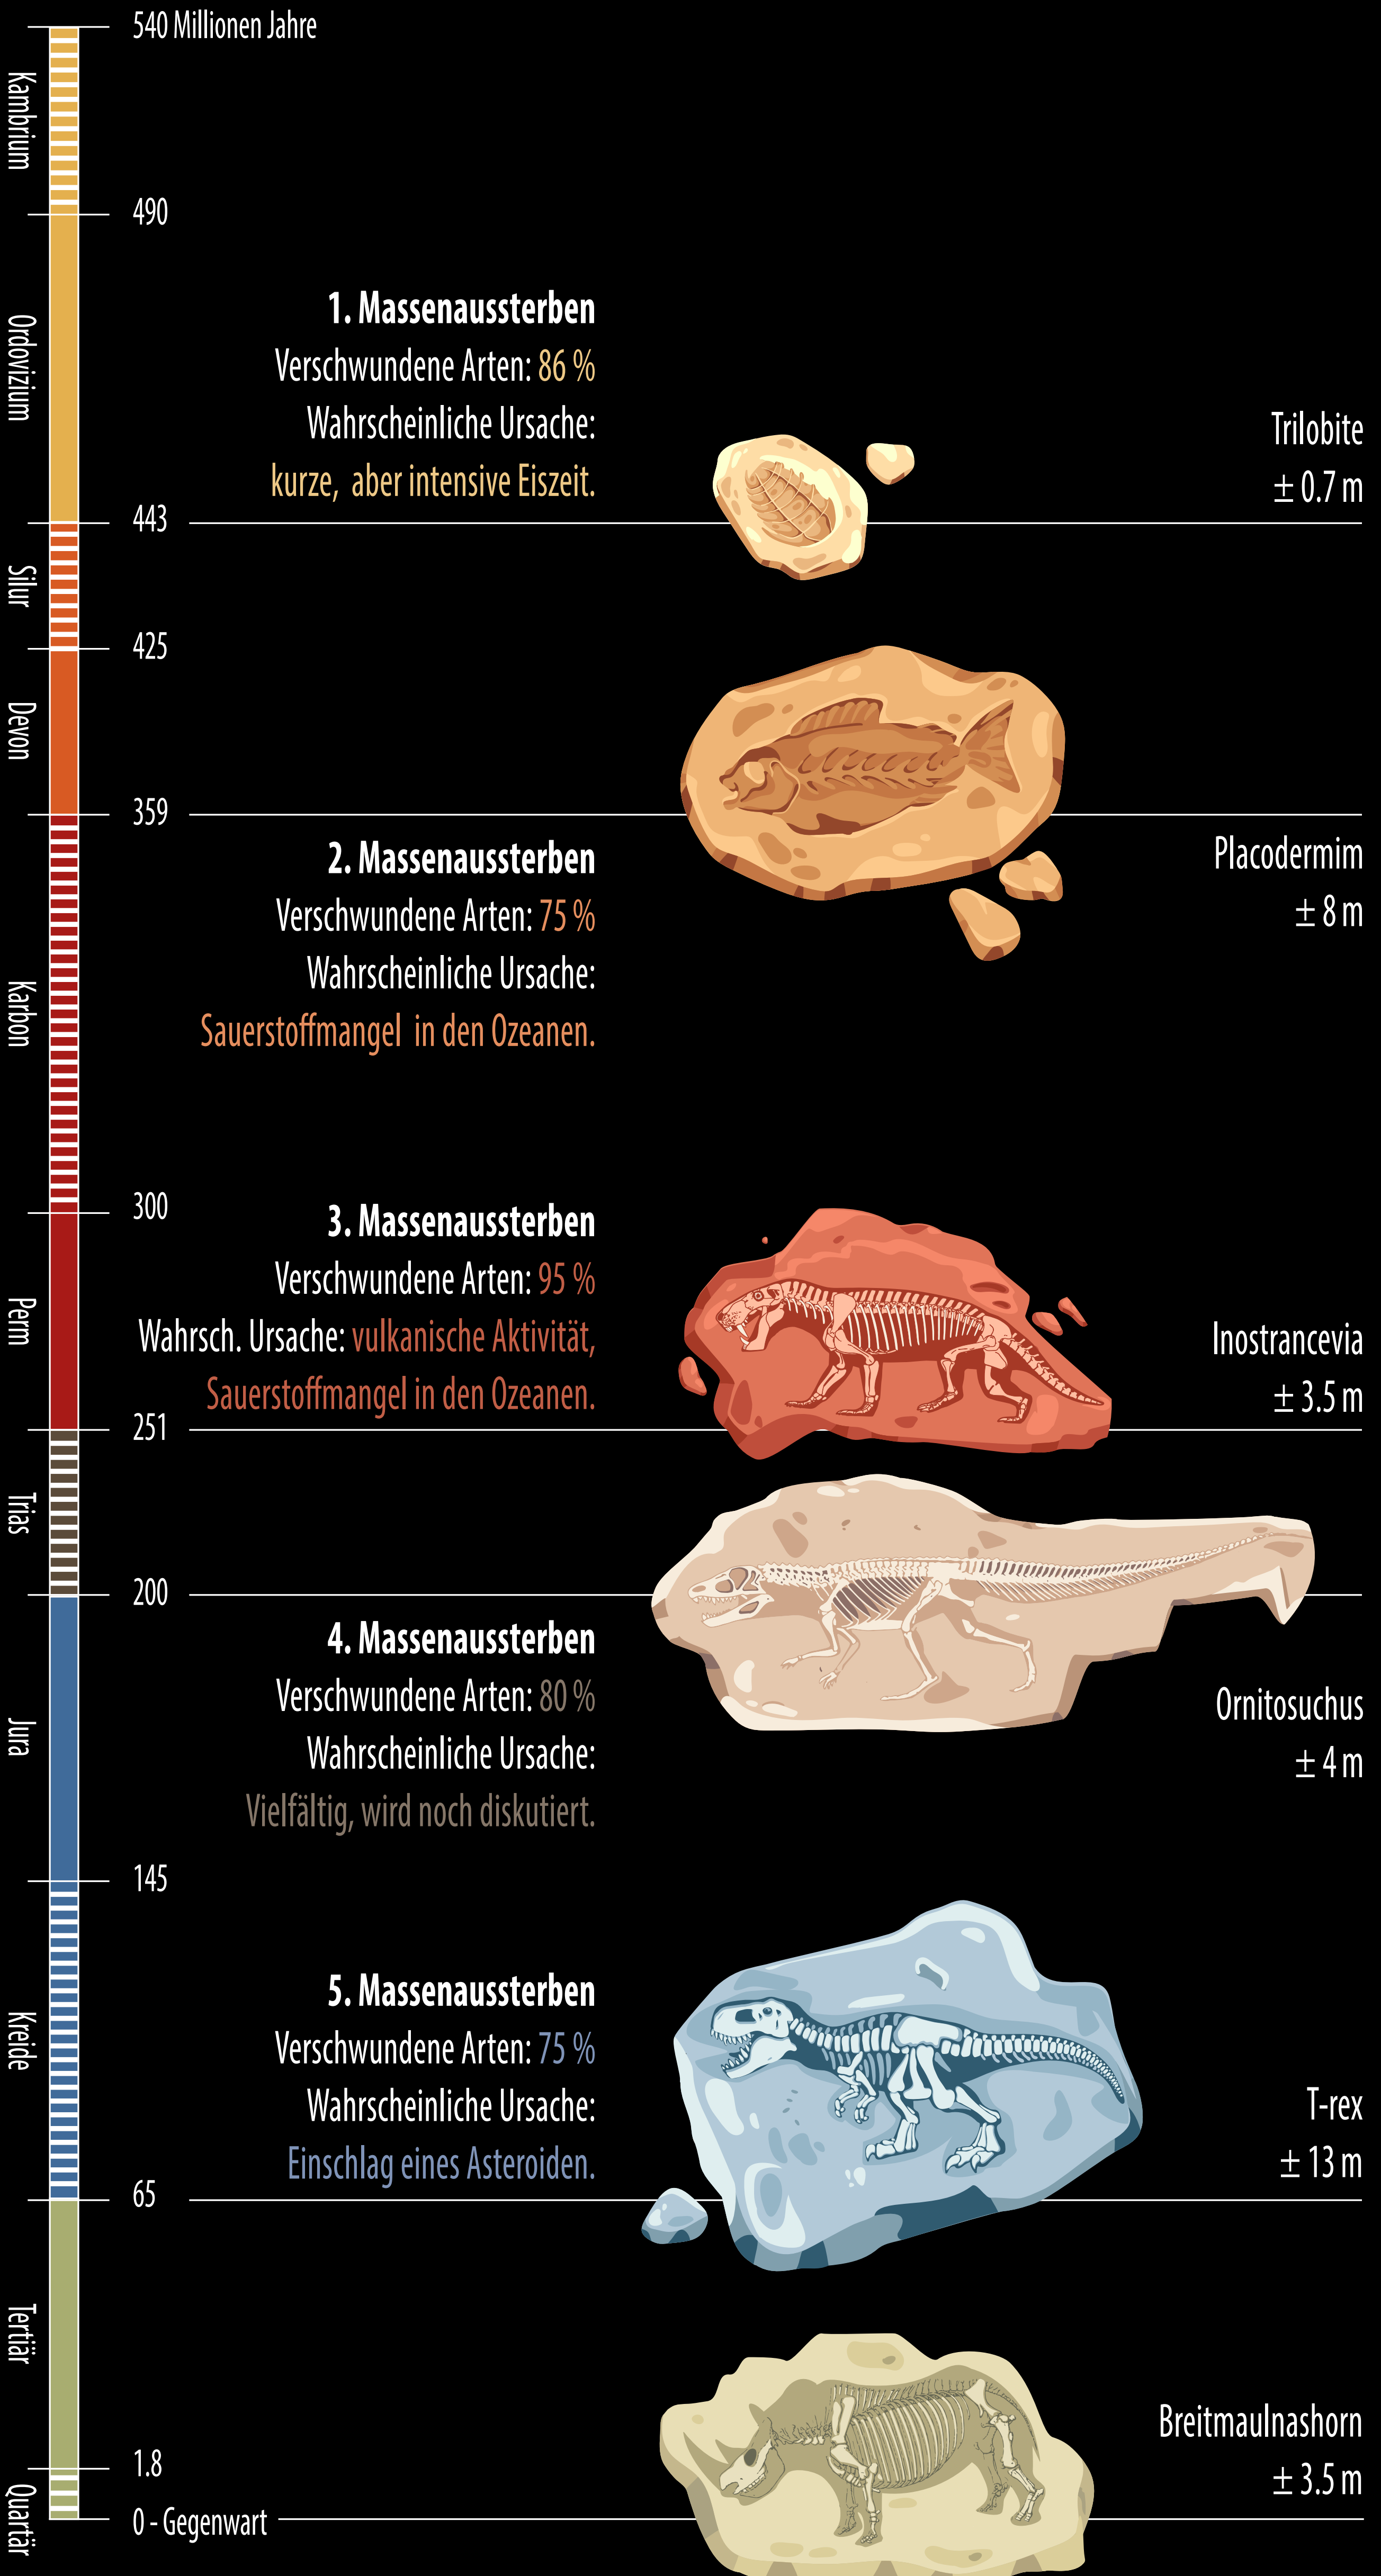 540 Millionen Jahre
Kambrium
490
Ordovizium
1. Massenaussterben
Verschwundene Arten: 86 %
Wahrscheinliche Ursache:
kurze, aber intensive Eiszeit.
Trilobite
± 0.7 m
443
Silur
425
Devon
359
2. Massenaussterben
Verschwundene Arten: 75 %
Wahrscheinliche Ursache:
Sauerstoffmangel in den Ozeanen.
Placodermim
± 8 m
Karbon
300
3. Massenaussterben
Verschwundene Arten: 95 %
Wahrsch. Ursache: vulkanische Aktivität,
Sauerstoffmangel in den Ozeanen.
Inostrancevia
± 3.5 m
Perm
251
Trias
200
4. Massenaussterben
Verschwundene Arten: 80 %
Wahrscheinliche Ursache:
Vielfältig, wird noch diskutiert.
Ornitosuchus
± 4 m
Jura
145
5. Massenaussterben
Verschwundene Arten: 75 %
Wahrscheinliche Ursache:
Einschlag eines Asteroiden.
T-rex
± 13 m
Kreide
65
Tertiär
Breitmaulnashorn
± 3.5 m
1.8
Quartär
0 - Gegenwart